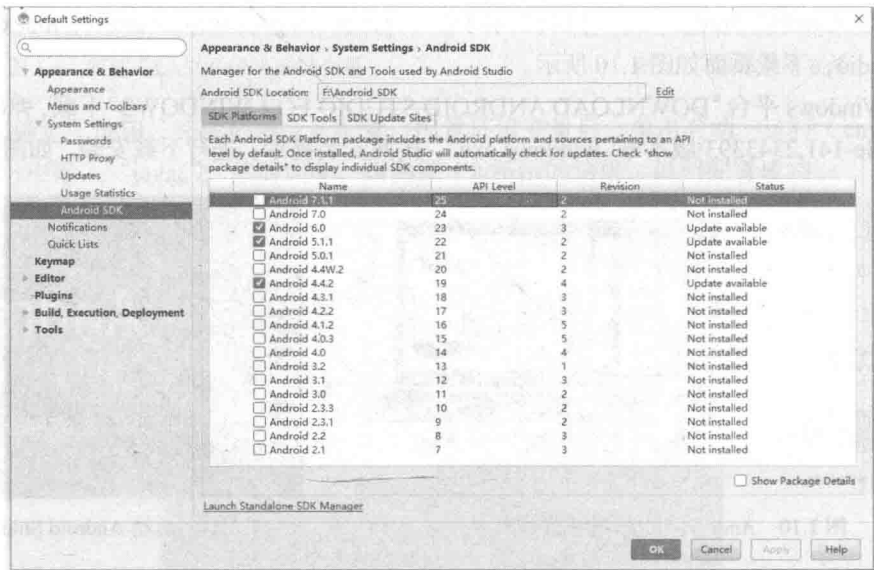 Default Settings
Appearance & Behavior › System Settings › Android SDK
Manager for the Android SDK and Tools used by Android Studio
Android SDK Location: F:\Android_SDK Edit
SDK Platforms SDK Tools SDK Update Sites
Each Android SDK Platform package includes the Android platform and sources pertaining to an API
level by default. Once installed, Android Studio will automatically check for updates. Check "show
package details" to display individual SDK components.
Appearance & Behavior
Appearance
Menus and Toolbars
System Settings
Passwords
HTTP Proxy
Updates
Usage Statistics
Android SDK
Notifications
Quick Lists
Keymap
Editor
Plugins
Build, Execution, Deployment
Tools
Name API Level Revision Status
Android 7.1.1 25 2 Not installed
Android 7.0 24 2 Not installed
Android 6.0 23 3 Update available
Android 5.1.1 22 2 Update available
Android 5.0.1 21 2 Not installed
Android 4.4W.2 20 2 Not installed
Android 4.4.2 19 4 Update available
Android 4.3.1 18 3 Not installed
Android 4.2.2 17 3 Not installed
Android 4.1.2 16 5 Not installed
Android 4.0.3 15 5 Not installed
Android 4.0 14 4 Not installed
Android 3.2 13 1 Not installed
Android 3.1 12 3 Not installed
Android 3.0 11 2 Not installed
Android 2.3.3 10 2 Not installed
Android 2.3.1 9 2 Not installed
Android 2.2 8 3 Not installed
Android 2.1 7 3 Not installed
Show Package Details
Launch Standalone SDK Manager
OK Cancel Apply Help